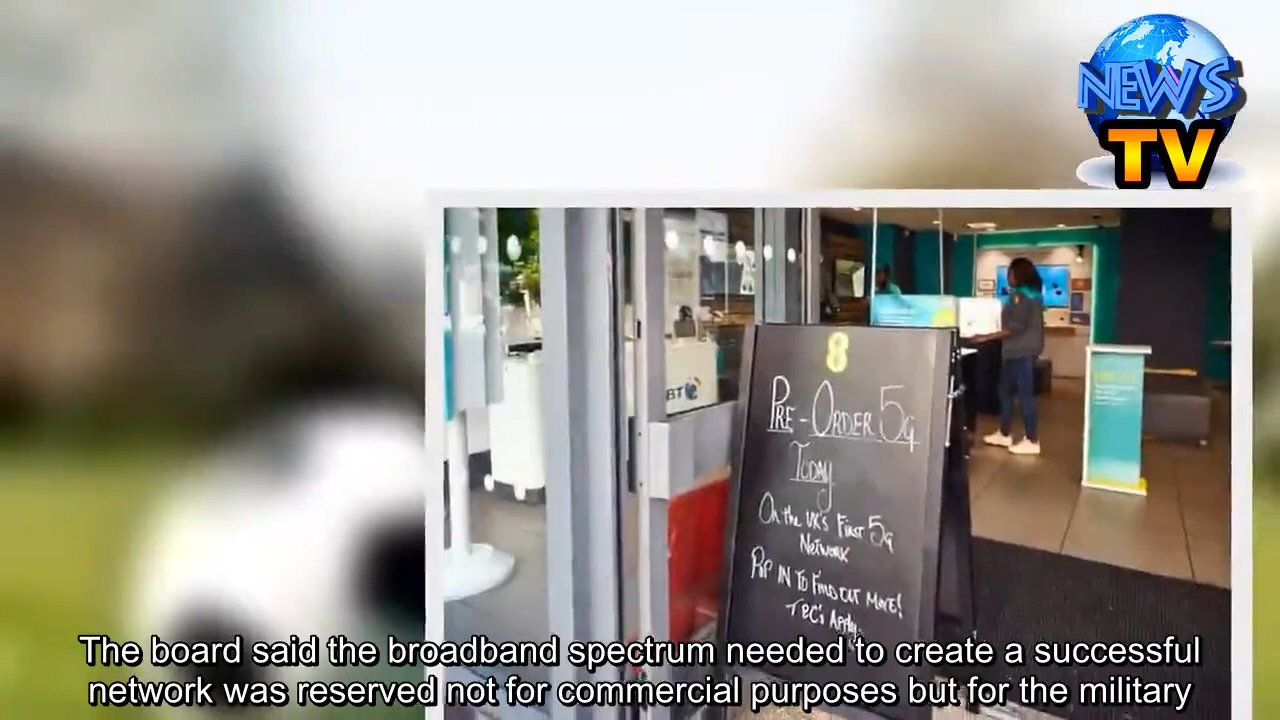 NEWS
TV
BT
PRE-ORDER 5G
TODAY
On the UK's First 5G
Network
POP IN TO FIND OUT MORE!
T&C's Apply
The board said the broadband spectrum needed to create a successful
network was reserved not for commercial purposes but for the military